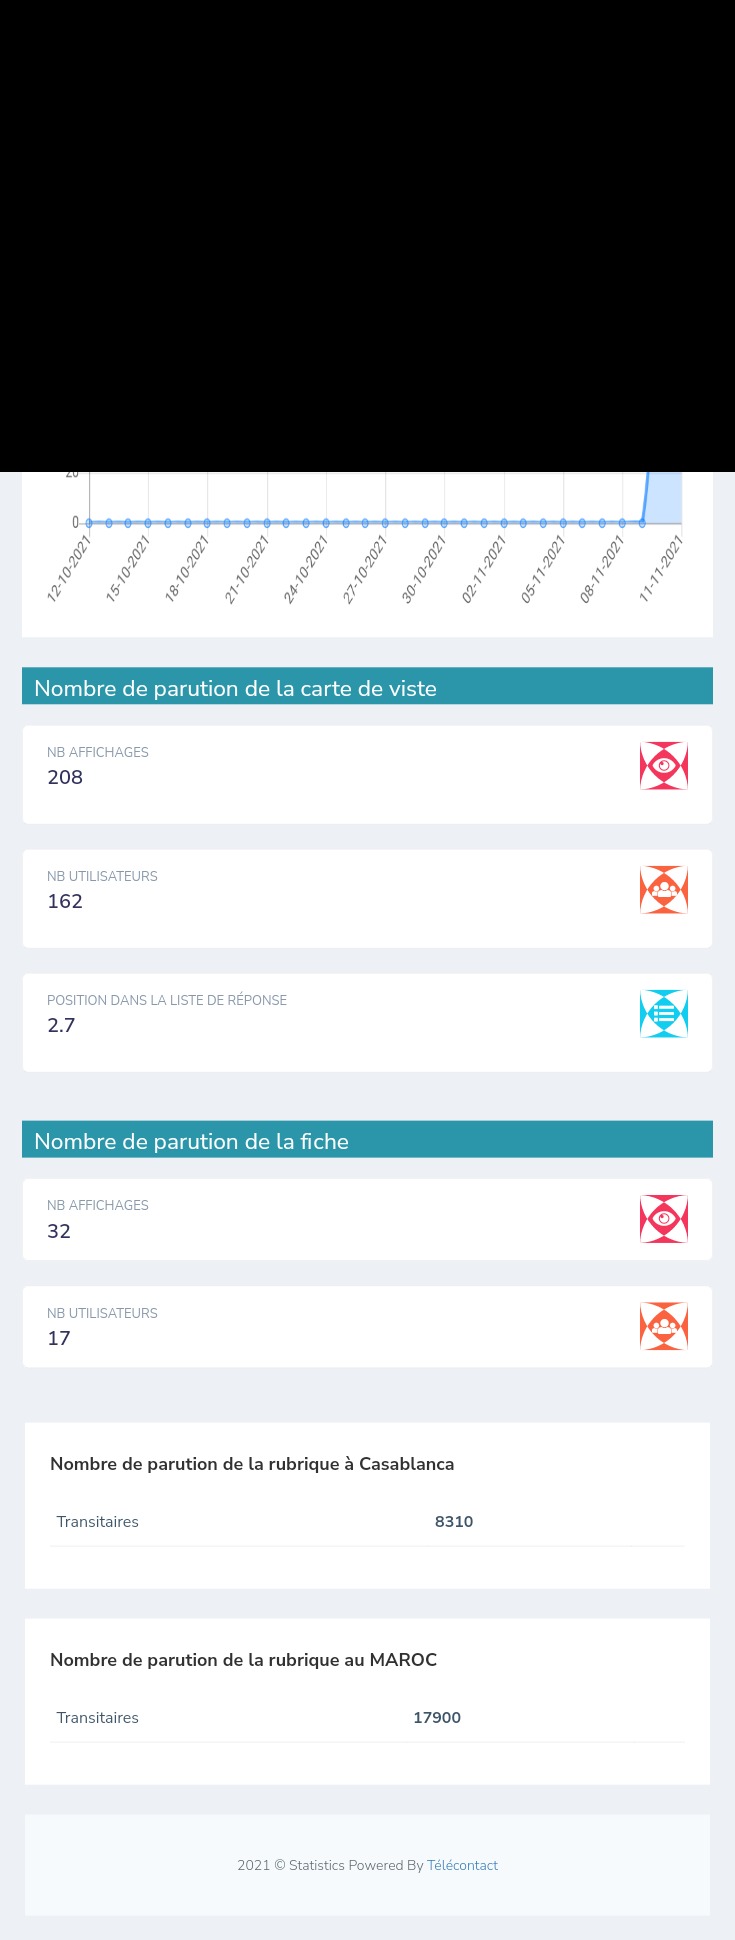 0
12-10-2021
15-10-2021
18-10-2021
21-10-2021
24-10-2021
27-10-2021
30-10-2021
02-11-2021
05-11-2021
08-11-2021
11-11-2021
Nombre de parution de la carte de viste
NB AFFICHAGES
208
NB UTILISATEURS
162
POSITION DANS LA LISTE DE RÉPONSE
2.7
Nombre de parution de la fiche
NB AFFICHAGES
32
NB UTILISATEURS
17
Nombre de parution de la rubrique à Casablanca
Transitaires 8310
Nombre de parution de la rubrique au MAROC
Transitaires 17900
2021 © Statistics Powered By Télécontact